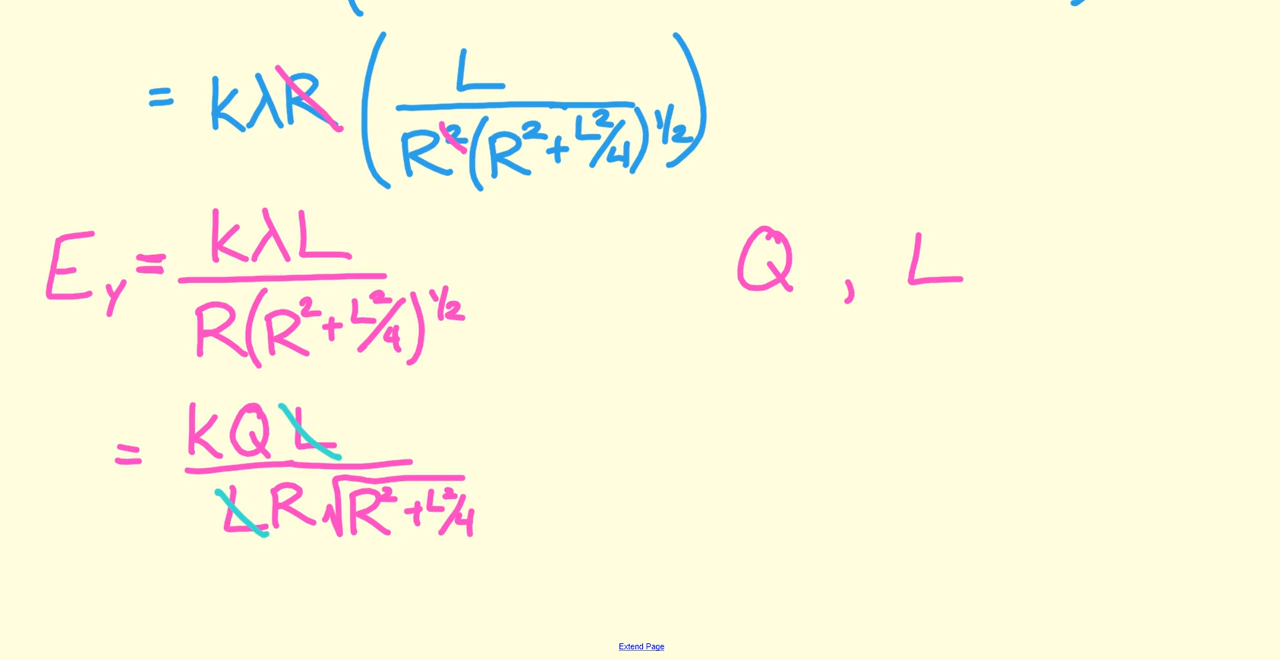 = kλR ( L / R²(R² + L²/4)^1/2 )
E_y = kλL / R(R² + L²/4)^1/2
Q , L
= kQL / LR√(R² + L²/4)
Extend Page